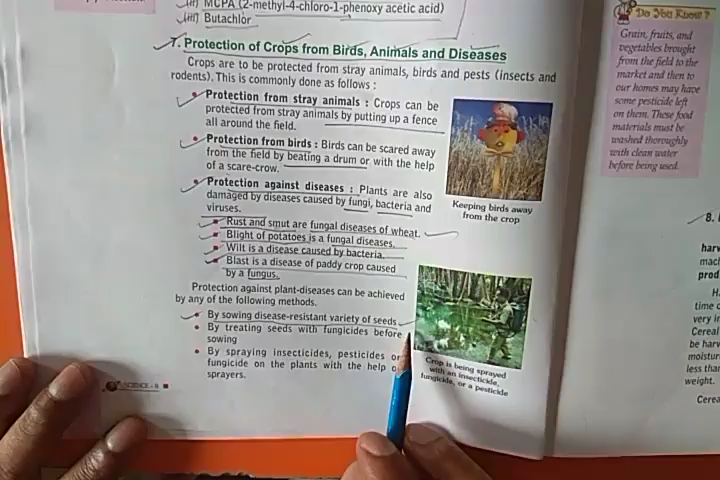 (ii) MCPA (2-methyl-4-chloro-1-phenoxy acetic acid)
(iii) Butachlor
7. Protection of Crops from Birds, Animals and Diseases
Crops are to be protected from stray animals, birds and pests (insects and
rodents). This is commonly done as follows :
• Protection from stray animals : Crops can be
protected from stray animals by putting up a fence
all around the field.
• Protection from birds : Birds can be scared away
from the field by beating a drum or with the help
of a scare-crow.
• Protection against diseases : Plants are also
damaged by diseases caused by fungi, bacteria and
viruses.
Rust and smut are fungal diseases of wheat.
Blight of potatoes is a fungal diseases.
Wilt is a disease caused by bacteria.
Blast is a disease of paddy crop caused
by a fungus.
Protection against plant-diseases can be achieved
by any of the following methods.
• By sowing disease-resistant variety of seeds
• By treating seeds with fungicides before
sowing
• By spraying insecticides, pesticides or
fungicide on the plants with the help
sprayers.
SCIENCE
Keeping birds away
from the crop
Crop is being sprayed
with an insecticide,
fungicide, or a pesticide
Do You Know ?
Grain, fruits, and
vegetables brought
from the field to the
market and then to
our homes may have
some pesticide left
on them. These food
materials must be
washed thoroughly
with clean water
before being used.
8.
harv
mach
prod
H
time o
very in
Cereal
be harv
moistur
less than
weight.
Cerea